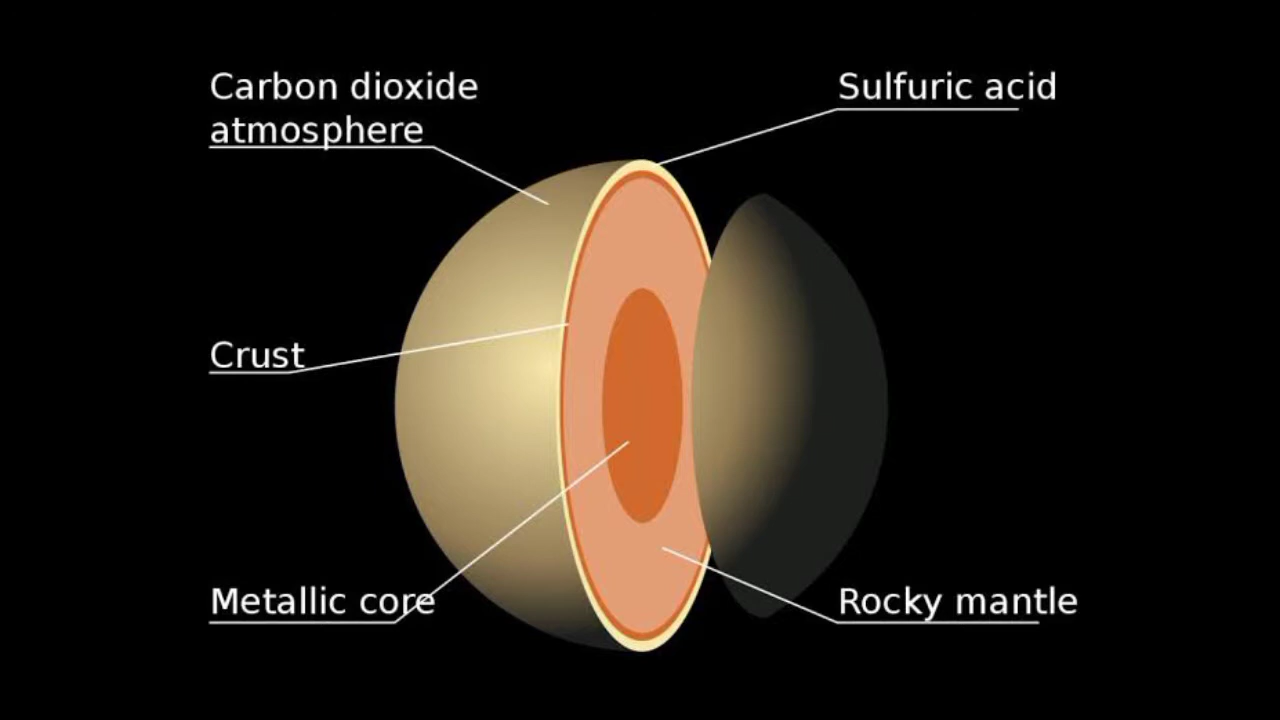 Carbon dioxide
atmosphere
Sulfuric acid
Crust
Metallic core
Rocky mantle